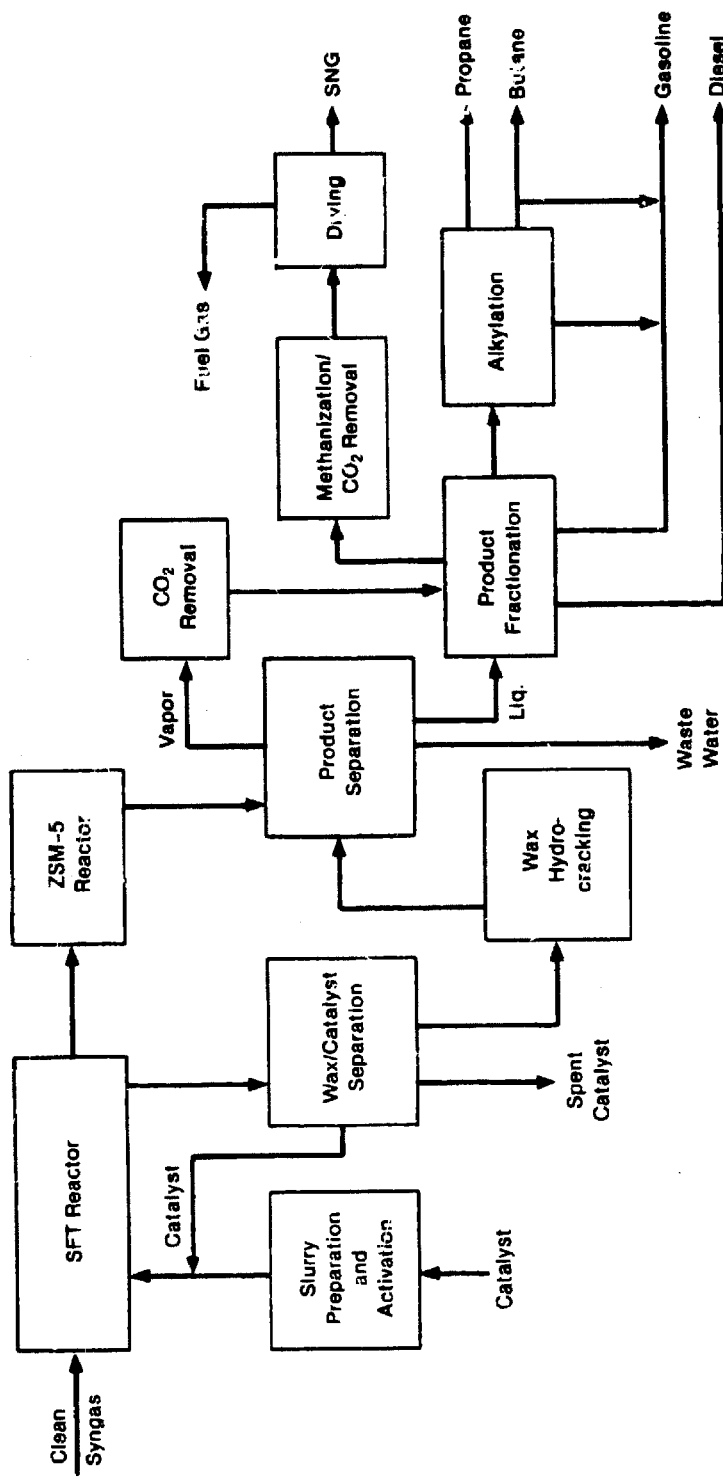 Clean
Syngas
SFT Reactor
ZSM-5
Reactor
Catalyst
Slurry
Preparation
and
Activation
Catalyst
Wax/Catalyst
Separation
Spent
Catalyst
Wax
Hydro-
cracking
Product
Separation
Vapor
CO₂
Removal
Liq.
Waste
Water
Product
Fractionation
Methanization/
CO₂ Removal
Fuel Gas
Drying
SNG
Alkylation
Propane
Butane
Gasoline
Diesel